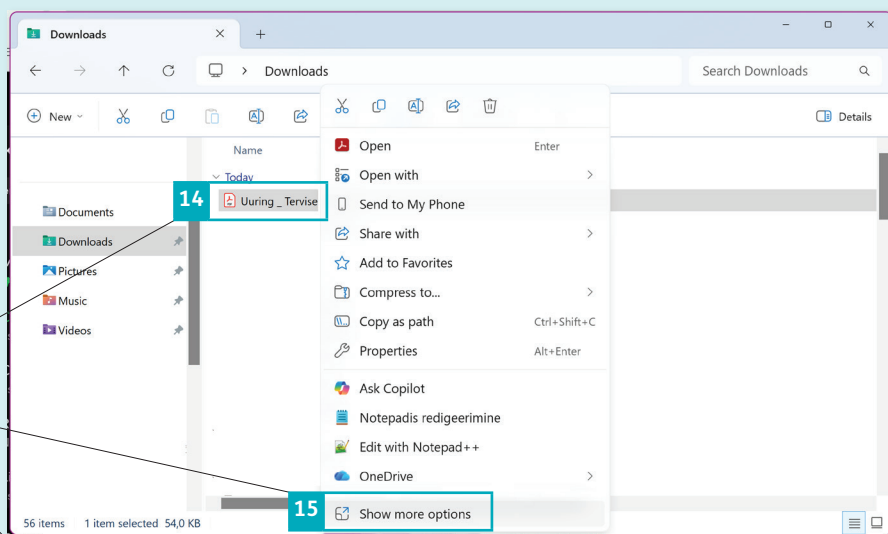 Downloads
Downloads
Search Downloads
New
Details
Name
Today
14
Uuring _ Tervise
Documents
Downloads
Pictures
Music
Videos
Open Enter
Open with
Send to My Phone
Share with
Add to Favorites
Compress to...
Copy as path Ctrl+Shift+C
Properties Alt+Enter
Ask Copilot
Notepadis redigeerimine
Edit with Notepad++
OneDrive
15
Show more options
56 items 1 item selected 54,0 KB